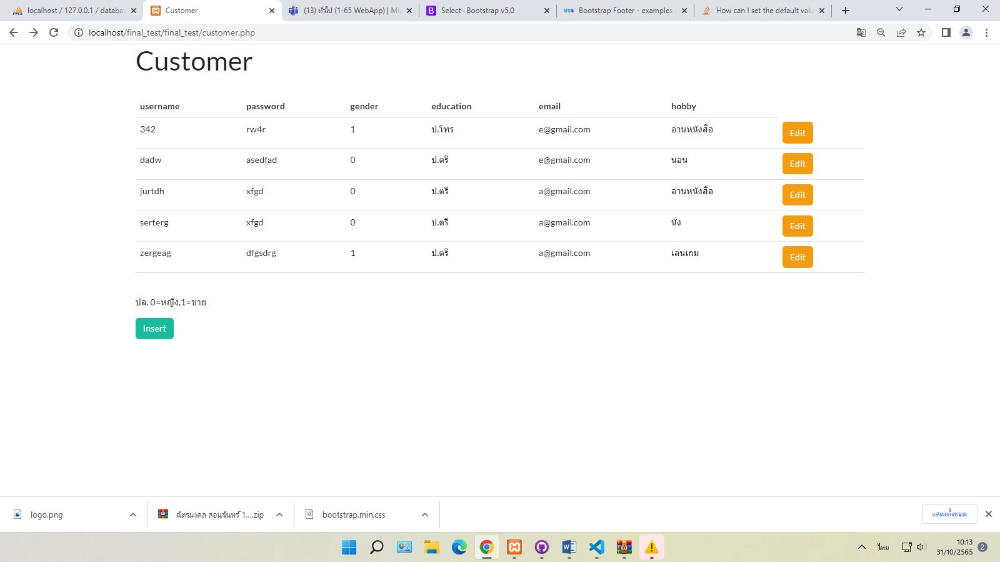 localhost / 127.0.0.1 / databas
Customer
(13) ทั่วไป (1-65 WebApp) | Mi
Select · Bootstrap v5.0
Bootstrap Footer - examples
How can I set the default valu
localhost/final_test/final_test/customer.php
Customer
username password gender education email hobby
342 rw4r 1 ป.โทร e@gmail.com อ่านหนังสือ Edit
dadw asedfad 0 ป.ตรี e@gmail.com นอน Edit
jurtdh xfgd 0 ป.ตรี a@gmail.com อ่านหนังสือ Edit
serterg xfgd 0 ป.ตรี a@gmail.com นั่ง Edit
zergeag dfgsdrg 1 ป.ตรี a@gmail.com เล่นเกม Edit
ปล. 0=หญิง,1=ชาย
Insert
logo.png
ฉัตรมงคล สอนจันทร์ 1....zip
bootstrap.min.css
แสดงทั้งหมด
ไทย
10:13
31/10/2565
2